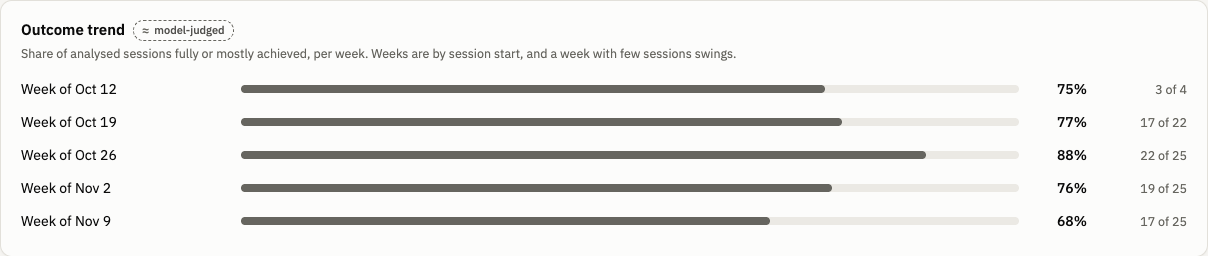 Outcome trend ≈ model-judged
Share of analysed sessions fully or mostly achieved, per week. Weeks are by session start, and a week with few sessions swings.
Week of Oct 12 75% 3 of 4
Week of Oct 19 77% 17 of 22
Week of Oct 26 88% 22 of 25
Week of Nov 2 76% 19 of 25
Week of Nov 9 68% 17 of 25